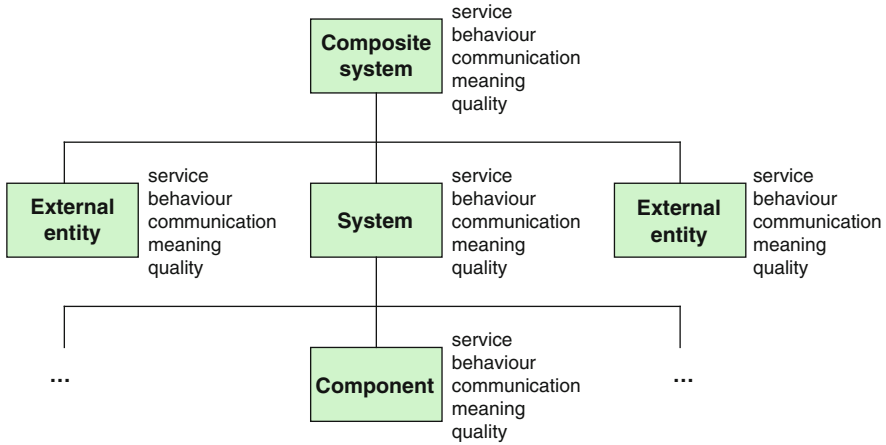 Composite
system
service
behaviour
communication
meaning
quality
External
entity
service
behaviour
communication
meaning
quality
System
service
behaviour
communication
meaning
quality
External
entity
service
behaviour
communication
meaning
quality
...
Component
service
behaviour
communication
meaning
quality
...